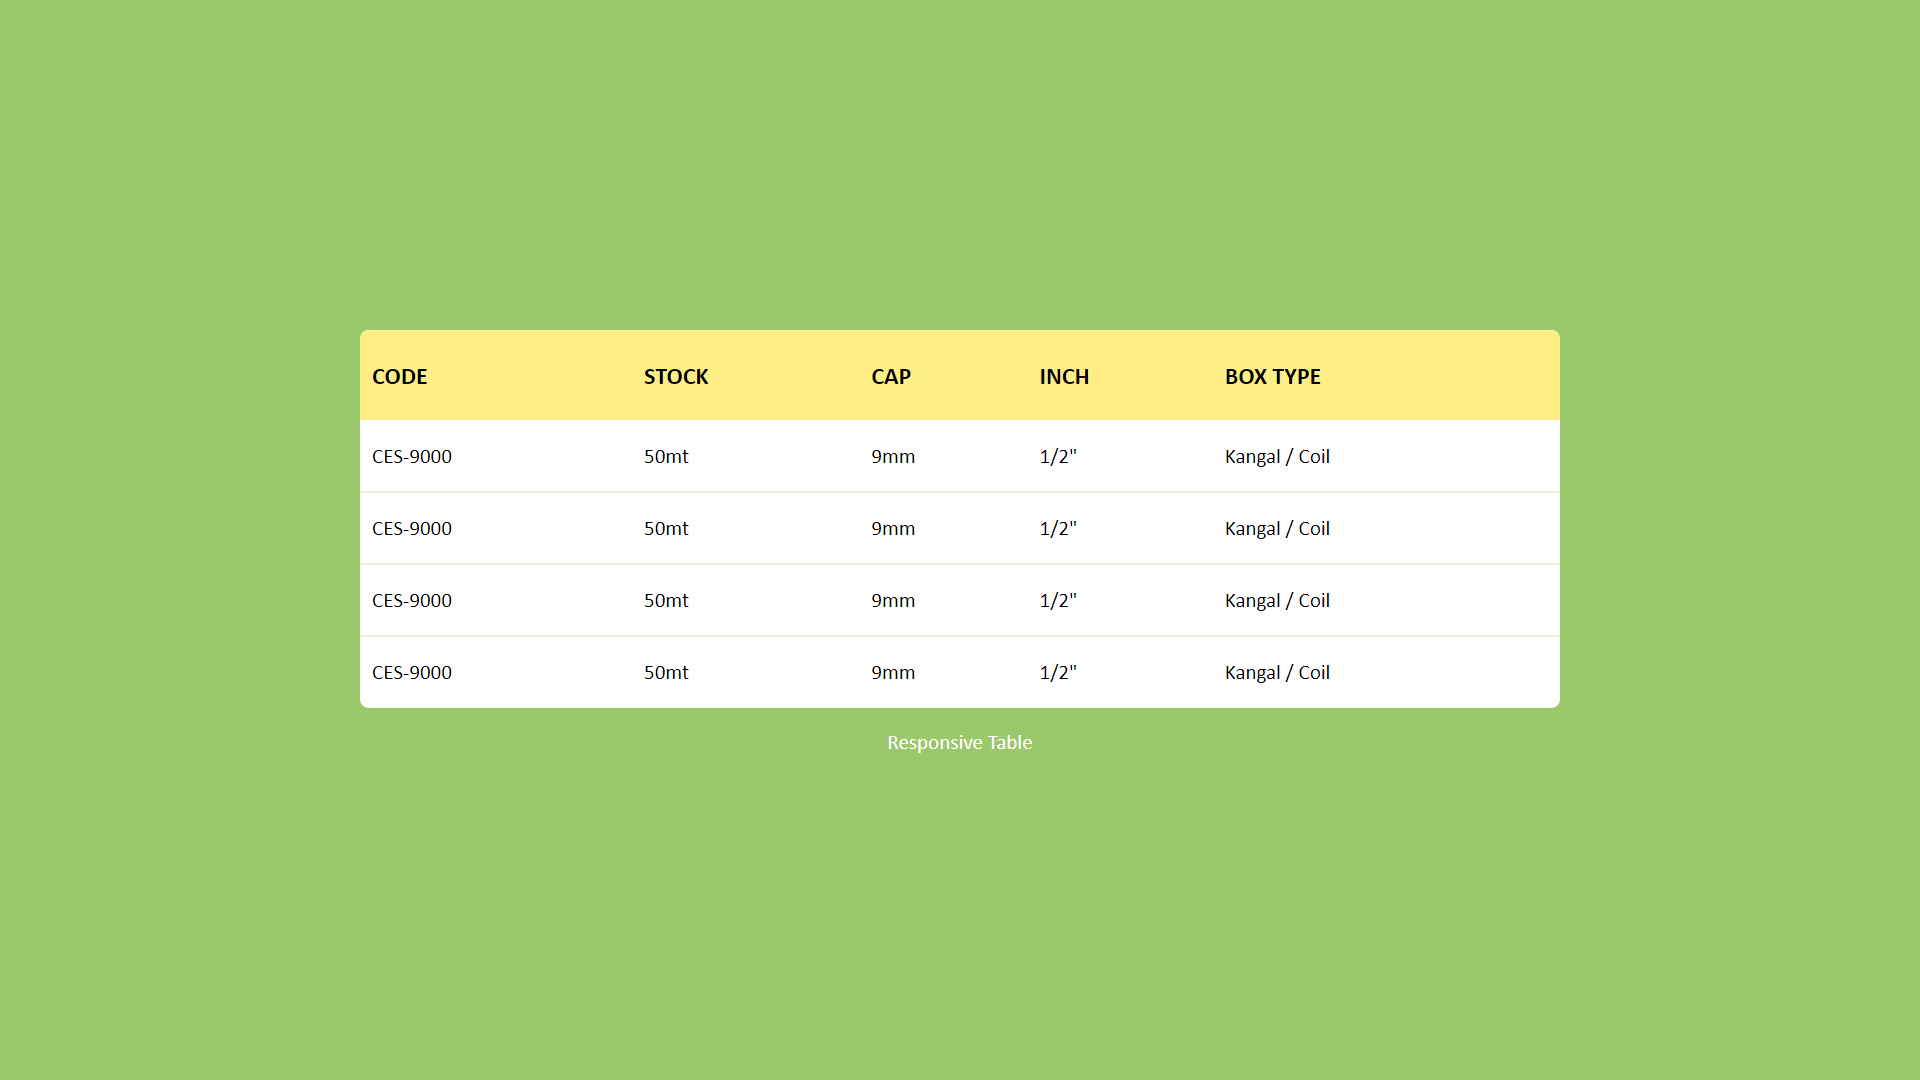 CODE STOCK CAP INCH BOX TYPE
CES-9000 50mt 9mm 1/2" Kangal / Coil
CES-9000 50mt 9mm 1/2" Kangal / Coil
CES-9000 50mt 9mm 1/2" Kangal / Coil
CES-9000 50mt 9mm 1/2" Kangal / Coil
Responsive Table